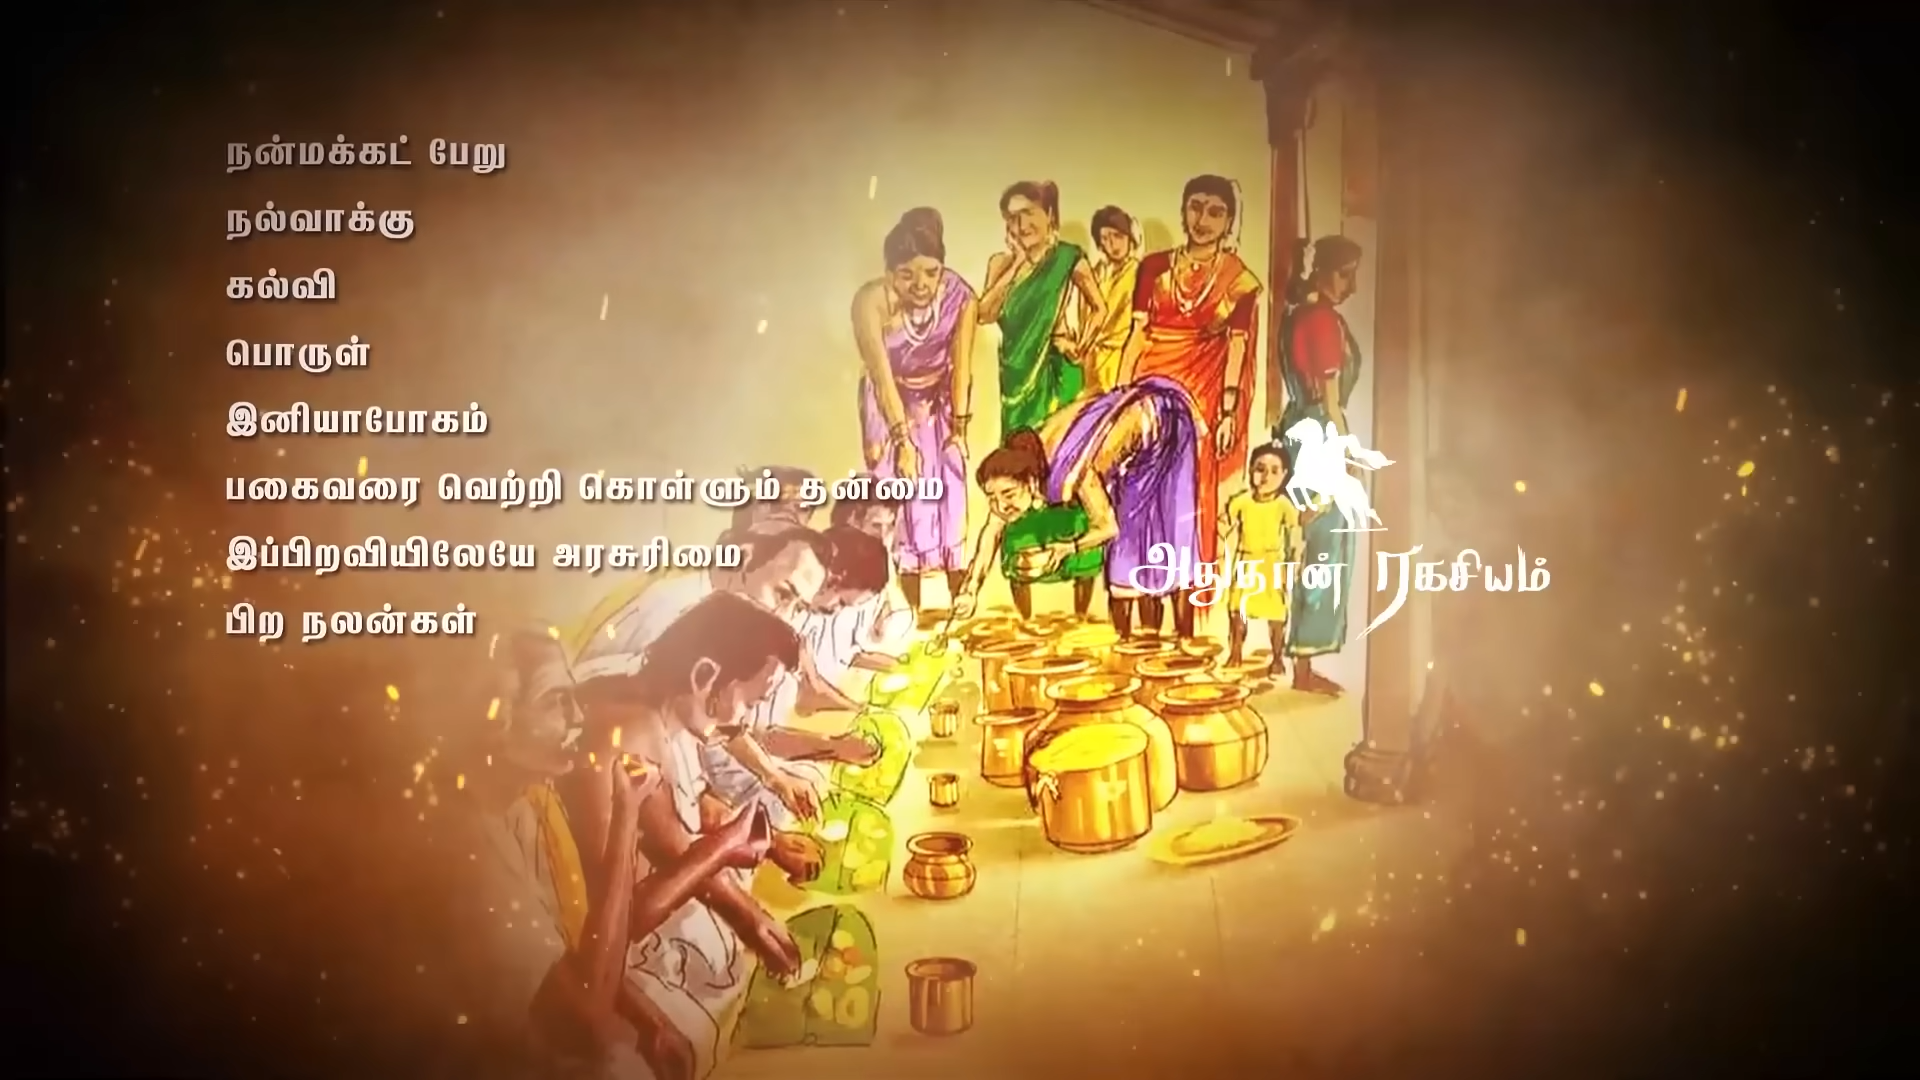 நன்மக்கட் பேறு
நல்வாக்கு
கல்வி
பொருள்
இனியாபோகம்
பகைவரை வெற்றி கொள்ளும் தன்மை
இப்பிறவியிலேயே அரசுரிமை
பிற நலன்கள்
அதுதான் ரகசியம்